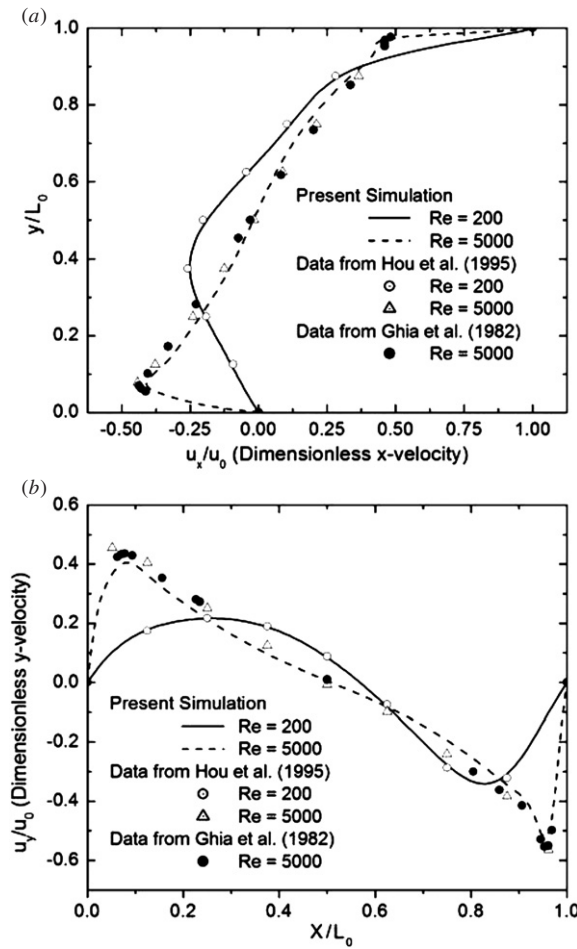 (a)
1.0
0.8
0.6
0.4
0.2
0.0
y/L0
Present Simulation
Re = 200
Re = 5000
Data from Hou et al. (1995)
Re = 200
Re = 5000
Data from Ghia et al. (1982)
Re = 5000
-0.50 -0.25 0.00 0.25 0.50 0.75 1.00
ux/u0 (Dimensionless x-velocity)
(b)
0.6
0.4
0.2
0.0
-0.2
-0.4
-0.6
uy/u0 (Dimensionless y-velocity)
Present Simulation
Re = 200
Re = 5000
Data from Hou et al. (1995)
Re = 200
Re = 5000
Data from Ghia et al. (1982)
Re = 5000
0.0 0.2 0.4 0.6 0.8 1.0
X/L0